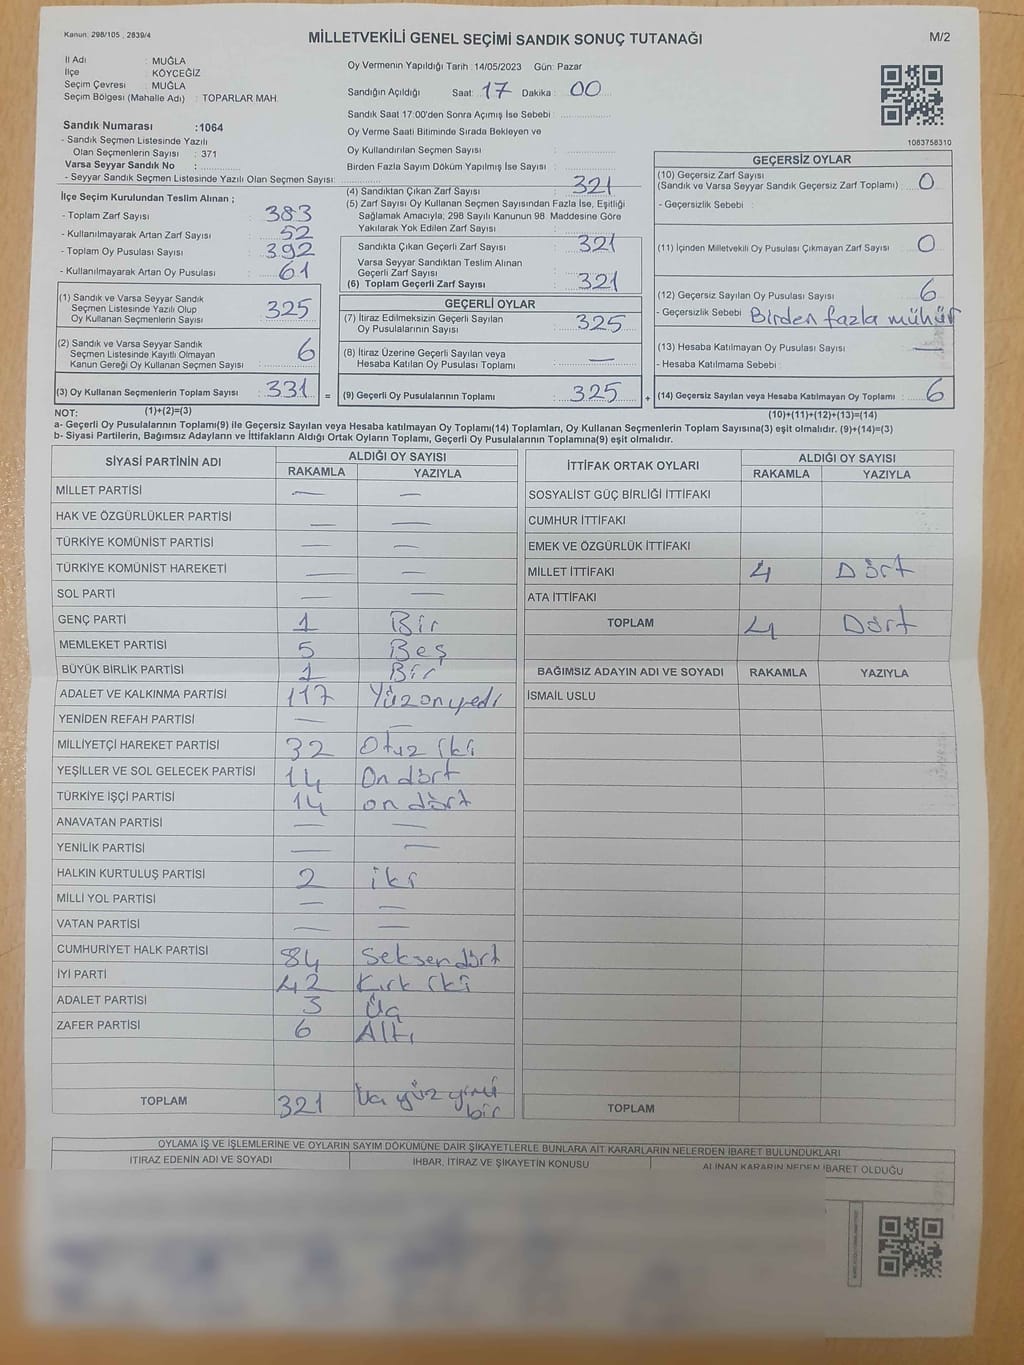 Kanun: 298/105 , 2839/4
MİLLETVEKİLİ GENEL SEÇİMİ SANDIK SONUÇ TUTANAĞI
M/2
İl Adı : MUĞLA
İlçe : KÖYCEĞİZ
Seçim Çevresi : MUĞLA
Seçim Bölgesi (Mahalle Adı) : TOPARLAR MAH.
Sandık Numarası :1064
- Sandık Seçmen Listesinde Yazılı
Olan Seçmenlerin Sayısı : 371
Varsa Seyyar Sandık No :
- Seyyar Sandık Seçmen Listesinde Yazılı Olan Seçmen Sayısı:
Oy Vermenin Yapıldığı Tarih :14/05/2023 Gün: Pazar
Sandığın Açıldığı Saat: 17 Dakika : 00
Sandık Saat 17:00'den Sonra Açımış İse Sebebi :
Oy Verme Saati Bitiminde Sırada Bekleyen ve
Oy Kullandırılan Seçmen Sayısı :
Birden Fazla Sayım Döküm Yapılmış İse Sayısı :
1083758310
İlçe Seçim Kurulundan Teslim Alınan ;
- Toplam Zarf Sayısı : 383
- Kullanılmayarak Artan Zarf Sayısı : 52
- Toplam Oy Pusulası Sayısı : 392
- Kullanılmayarak Artan Oy Pusulası : 61
(1) Sandık ve Varsa Seyyar Sandık
Seçmen Listesinde Yazılı Olup
Oy Kullanan Seçmenlerin Sayısı : 325
(2) Sandık ve Varsa Seyyar Sandık
Seçmen Listesinde Kayıtlı Olmayan
Kanun Gereği Oy Kullanan Seçmen Sayısı : 6
(3) Oy Kullanan Seçmenlerin Toplam Sayısı : 331 =
(4) Sandıktan Çıkan Zarf Sayısı : 321
(5) Zarf Sayısı Oy Kullanan Seçmen Sayısından Fazla İse, Eşitliği
Sağlamak Amacıyla; 298 Sayılı Kanunun 98. Maddesine Göre
Yakılarak Yok Edilen Zarf Sayısı :
Sandıkta Çıkan Geçerli Zarf Sayısı : 321
Varsa Seyyar Sandıktan Teslim Alınan
Geçerli Zarf Sayısı :
(6) Toplam Geçerli Zarf Sayısı : 321
GEÇERLİ OYLAR
(7) İtiraz Edilmeksizin Geçerli Sayılan
Oy Pusulalarının Sayısı : 325
(8) İtiraz Üzerine Geçerli Sayılan veya
Hesaba Katılan Oy Pusulası Toplamı : —
(9) Geçerli Oy Pusulalarının Toplamı : 325 +
GEÇERSİZ OYLAR
(10) Geçersiz Zarf Sayısı
(Sandık ve Varsa Seyyar Sandık Geçersiz Zarf Toplamı) : 0
- Geçersizlik Sebebi :
(11) İçinden Milletvekili Oy Pusulası Çıkmayan Zarf Sayısı : 0
(12) Geçersiz Sayılan Oy Pusulası Sayısı : 6
- Geçersizlik Sebebi : Birden fazla mühür
(13) Hesaba Katılmayan Oy Pusulası Sayısı : —
- Hesaba Katılmama Sebebi :
(14) Geçersiz Sayılan veya Hesaba Katılmayan Oy Toplamı : 6
NOT: (1)+(2)=(3)
(10)+(11)+(12)+(13)=(14)
a- Geçerli Oy Pusulalarının Toplamı(9) ile Geçersiz Sayılan veya Hesaba katılmayan Oy Toplamı(14) Toplamları, Oy Kullanan Seçmenlerin Toplam Sayısına(3) eşit olmalıdır. (9)+(14)=(3)
b- Siyasi Partilerin, Bağımsız Adayların ve İttifakların Aldığı Ortak Oyların Toplamı, Geçerli Oy Pusulalarının Toplamına(9) eşit olmalıdır.
SİYASİ PARTİNİN ADI ALDIĞI OY SAYISI
RAKAMLA YAZIYLA
MİLLET PARTİSİ — —
HAK VE ÖZGÜRLÜKLER PARTİSİ — —
TÜRKİYE KOMÜNİST PARTİSİ — —
TÜRKİYE KOMÜNİST HAREKETİ — —
SOL PARTİ — —
GENÇ PARTİ 1 Bir
MEMLEKET PARTİSİ 5 Beş
BÜYÜK BİRLİK PARTİSİ 1 Bir
ADALET VE KALKINMA PARTİSİ 117 Yüzonyedi
YENİDEN REFAH PARTİSİ — —
MİLLİYETÇİ HAREKET PARTİSİ 32 Otuz iki
YEŞİLLER VE SOL GELECEK PARTİSİ 14 On dört
TÜRKİYE İŞÇİ PARTİSİ 14 on dört
ANAVATAN PARTİSİ — —
YENİLİK PARTİSİ — —
HALKIN KURTULUŞ PARTİSİ 2 iki
MİLLİ YOL PARTİSİ — —
VATAN PARTİSİ — —
CUMHURİYET HALK PARTİSİ 84 Seksendört
İYİ PARTİ 42 Kırk iki
ADALET PARTİSİ 3 Üç
ZAFER PARTİSİ 6 Altı
TOPLAM 321 Üç yüz yirmi
bir
İTTİFAK ORTAK OYLARI ALDIĞI OY SAYISI
RAKAMLA YAZIYLA
SOSYALİST GÜÇ BİRLİĞİ İTTİFAKI
CUMHUR İTTİFAKI
EMEK VE ÖZGÜRLÜK İTTİFAKI
MİLLET İTTİFAKI 4 Dört
ATA İTTİFAKI
TOPLAM 4 Dört
BAĞIMSIZ ADAYIN ADI VE SOYADI RAKAMLA YAZIYLA
İSMAİL USLU
TOPLAM
OYLAMA İŞ VE İŞLEMLERİNE VE OYLARIN SAYIM DÖKÜMÜNE DAİR ŞİKAYETLERLE BUNLARA AİT KARARLARIN NELERDEN İBARET BULUNDUKLARI
İTİRAZ EDENİN ADI VE SOYADI İHBAR, İTİRAZ VE ŞİKAYETİN KONUSU ALINAN KARARIN NEDEN İBARET OLDUĞU